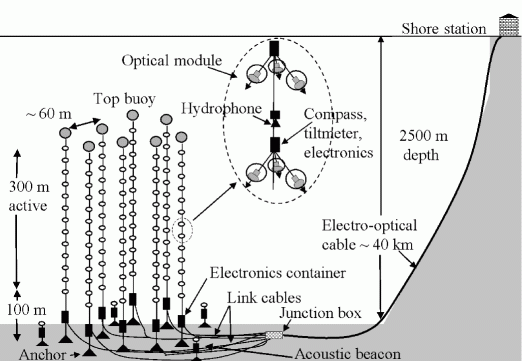 Shore station
Optical module
Top buoy
Hydrophone
~ 60 m
Compass,
tiltmeter,
electronics
2500 m
depth
300 m
active
Electro-optical
cable ~ 40 km
Electronics container
Link cables
100 m
Junction box
Anchor
Acoustic beacon